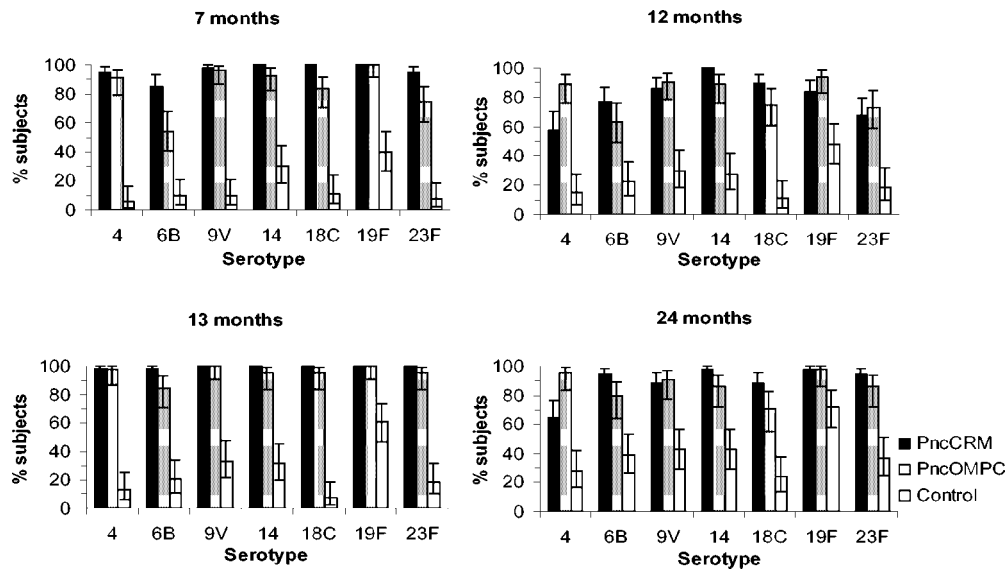 7 months
100
80
60
40
20
0
% subjects
4 6B 9V 14 18C 19F 23F
Serotype
12 months
100
80
60
40
20
0
% subjects
4 6B 9V 14 18C 19F 23F
Serotype
13 months
100
80
60
40
20
0
% subjects
4 6B 9V 14 18C 19F 23F
Serotype
24 months
100
80
60
40
20
0
% subjects
4 6B 9V 14 18C 19F 23F
Serotype
PncCRM
PncOMPC
Control